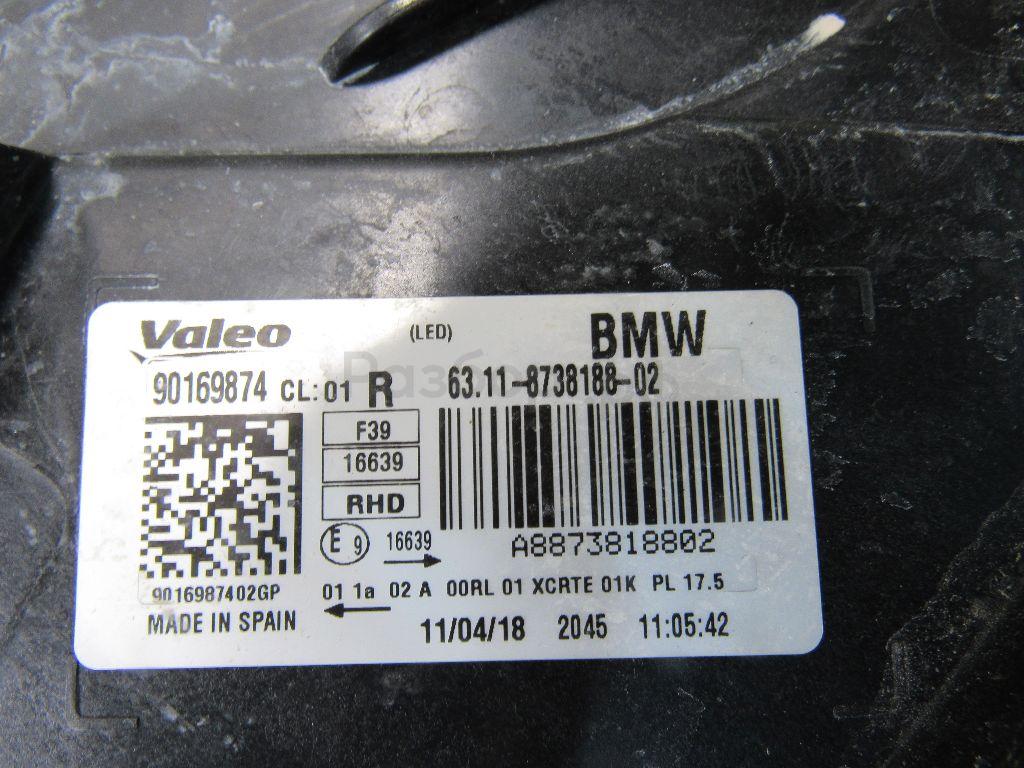 Valeo (LED) BMW
90169874 CL:01 R 63.11-8738188-02
F39
16639
RHD
E 9 16639
A8873818802
9016987402GP
01 1a 02 A 00RL 01 XCRTE 01K PL 17.5
MADE IN SPAIN
11/04/18 2045 11:05:42